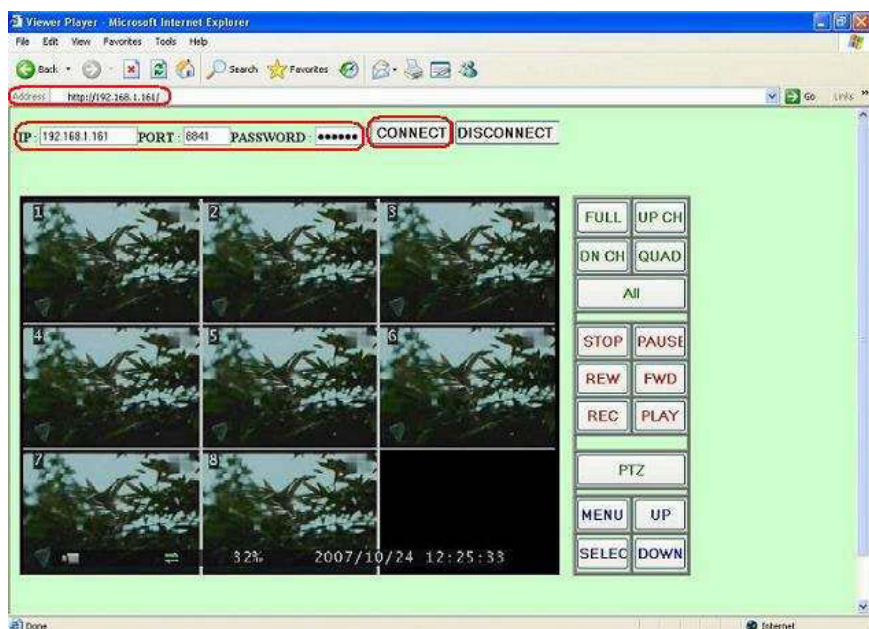 Viewer Player - Microsoft Internet Explorer
File Edit View Favorites Tools Help
Back Search Favorites
Address http://192.168.1.161/ Go Links »
IP : 192.168.1.161 PORT : 8841 PASSWORD : ●●●●●● CONNECT DISCONNECT
1 2 3
FULL UP CH
DN CH QUAD
All
4 5 6
STOP PAUSE
REW FWD
REC PLAY
7 8
PTZ
MENU UP
32% 2007/10/24 12:25:33
SELEC DOWN
Done Internet